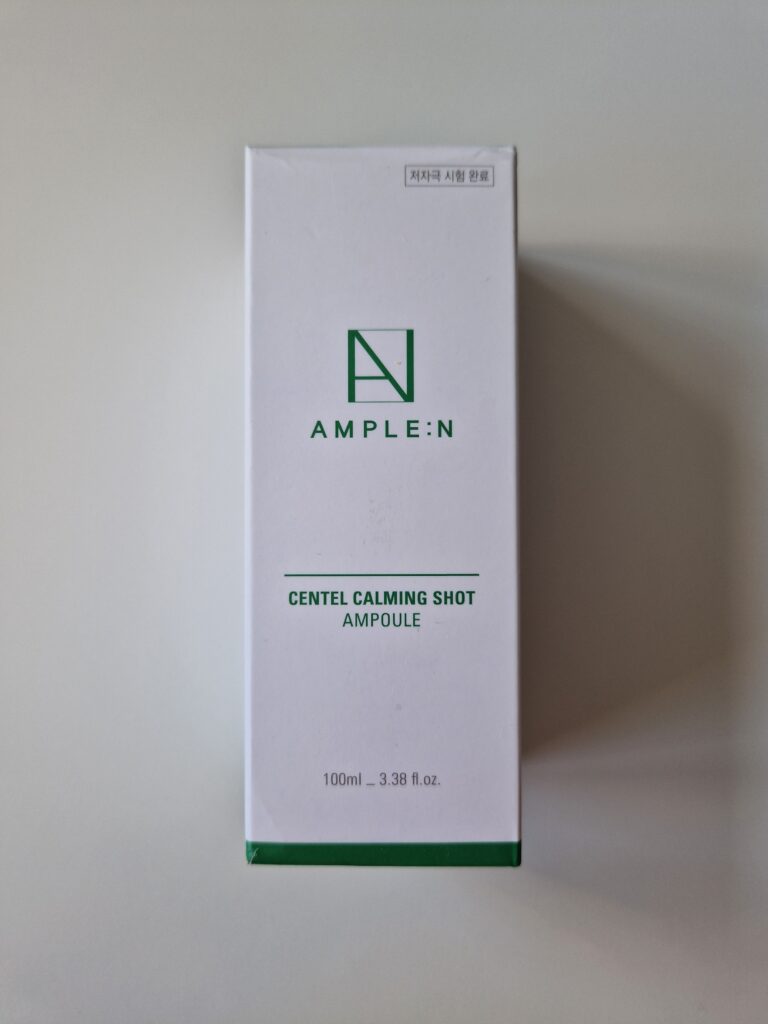 저자극 시험 완료
AMPLE:N
CENTEL CALMING SHOT
AMPOULE
100ml _ 3.38 fl.oz.